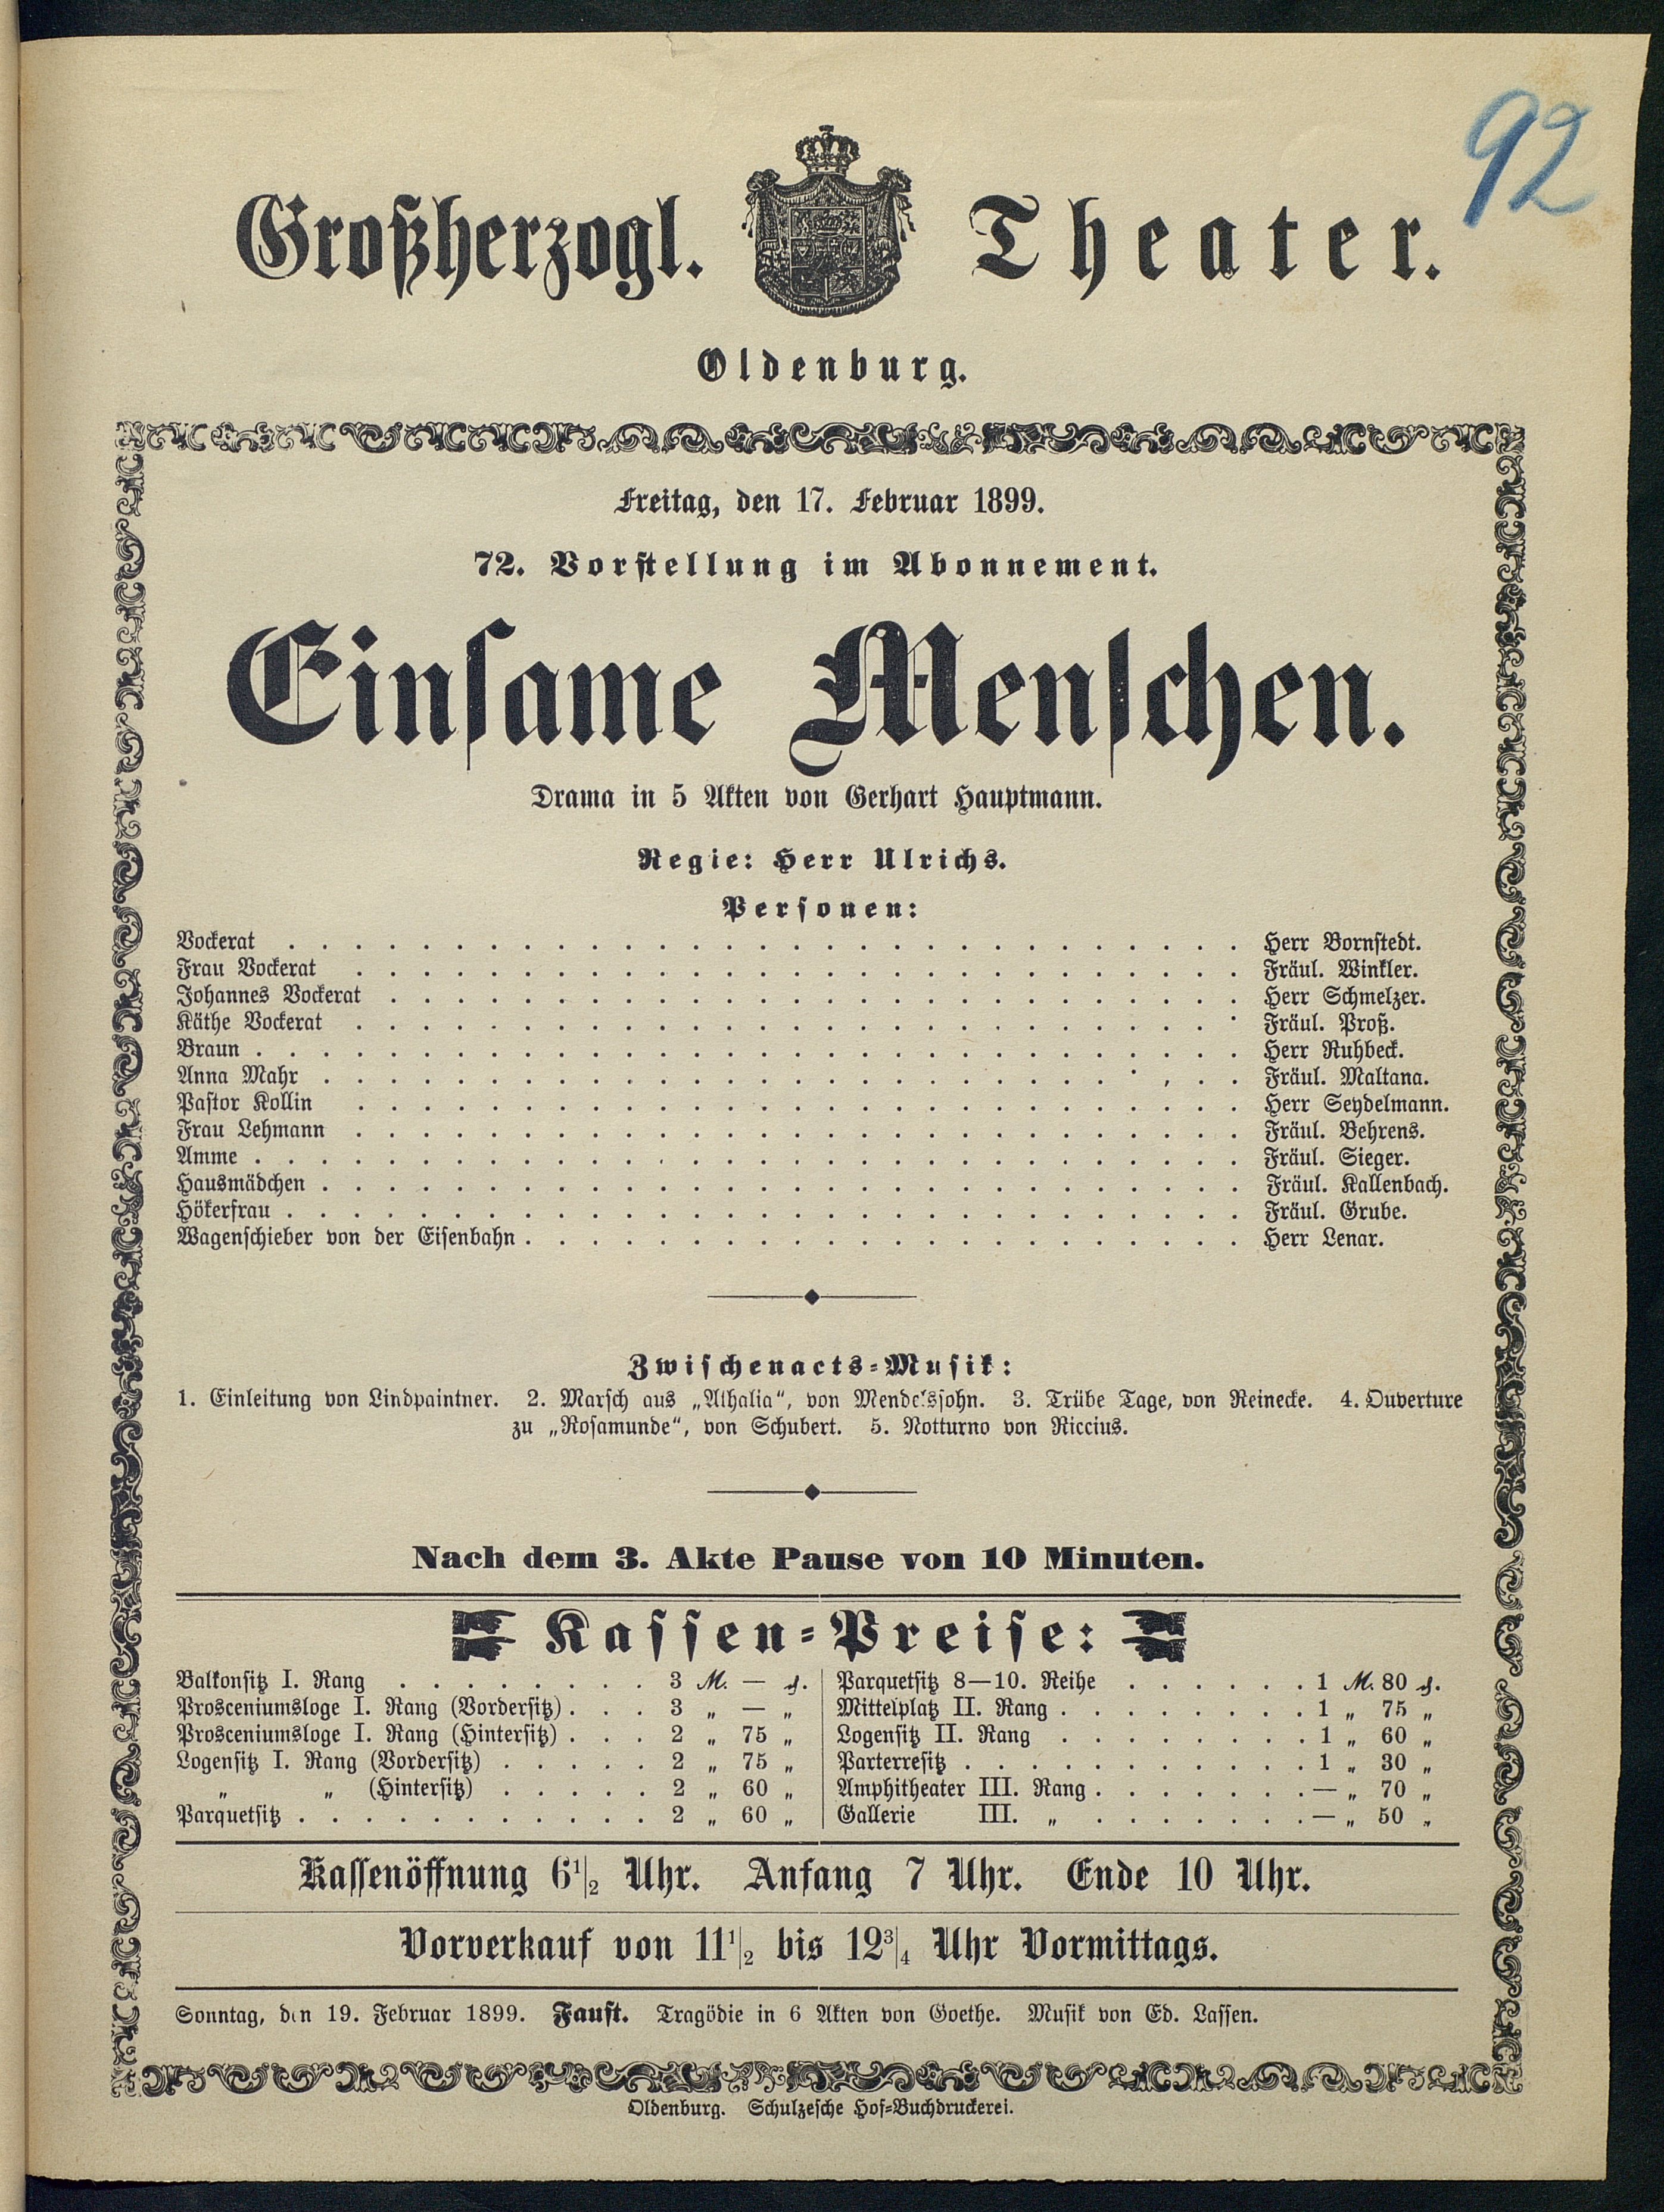 92
Großherzogl. Theater.
Oldenburg.
Freitag, den 17. Februar 1899.
72. Vorstellung im Abonnement.
Einsame Menschen.
Drama in 5 Akten von Gerhart Hauptmann.
Regie: Herr Ulrichs.
Personen:
Vockerat . . . . . . . . . . Herr Bornstedt.
Frau Vockerat . . . . . . . . . . Fräul. Winkler.
Johannes Vockerat . . . . . . . . . . Herr Schmelzer.
Käthe Vockerat . . . . . . . . . . Fräul. Proß.
Braun . . . . . . . . . . Herr Ruhbeck.
Anna Mahr . . . . . . . . . . Fräul. Maltana.
Pastor Kollin . . . . . . . . . . Herr Seydelmann.
Frau Lehmann . . . . . . . . . . Fräul. Behrens.
Amme . . . . . . . . . . Fräul. Sieger.
Hausmädchen . . . . . . . . . . Fräul. Kallenbach.
Hökerfrau . . . . . . . . . . Fräul. Grube.
Wagenschieber von der Eisenbahn . . . . . . . . . . Herr Lenar.
Zwischenacts-Musik:
1. Einleitung von Lindpaintner. 2. Marsch aus „Athalia“, von Mendelssohn. 3. Trübe Tage, von Reinecke. 4. Ouverture
zu „Rosamunde“, von Schubert. 5. Notturno von Riccius.
Nach dem 3. Akte Pause von 10 Minuten.
Kassen-Preise:
Balkonsitz I. Rang . . . . . . . . 3 M. — ₰.
Prosceniumsloge I. Rang (Vordersitz) . . . 3 „ — „
Prosceniumsloge I. Rang (Hintersitz) . . . 2 „ 75 „
Logensitz I. Rang (Vordersitz) . . . . . 2 „ 75 „
„ „ (Hintersitz) . . . . . 2 „ 60 „
Parquetsitz . . . . . . . . . . . 2 „ 60 „
Parquetsitz 8—10. Reihe . . . . . . 1 M. 80 ₰.
Mittelplatz II. Rang . . . . . . . . 1 „ 75 „
Logensitz II. Rang . . . . . . . . 1 „ 60 „
Parterresitz . . . . . . . . . . . 1 „ 30 „
Amphitheater III. Rang . . . . . . . — „ 70 „
Gallerie III. „ . . . . . . . — „ 50 „
Kassenöffnung 6 1/2 Uhr. Anfang 7 Uhr. Ende 10 Uhr.
Vorverkauf von 11 1/2 bis 12 3/4 Uhr Vormittags.
Sonntag, den 19. Februar 1899. Faust. Tragödie in 6 Akten von Goethe. Musik von Ed. Lassen.
Oldenburg. Schulzesche Hof-Buchdruckerei.